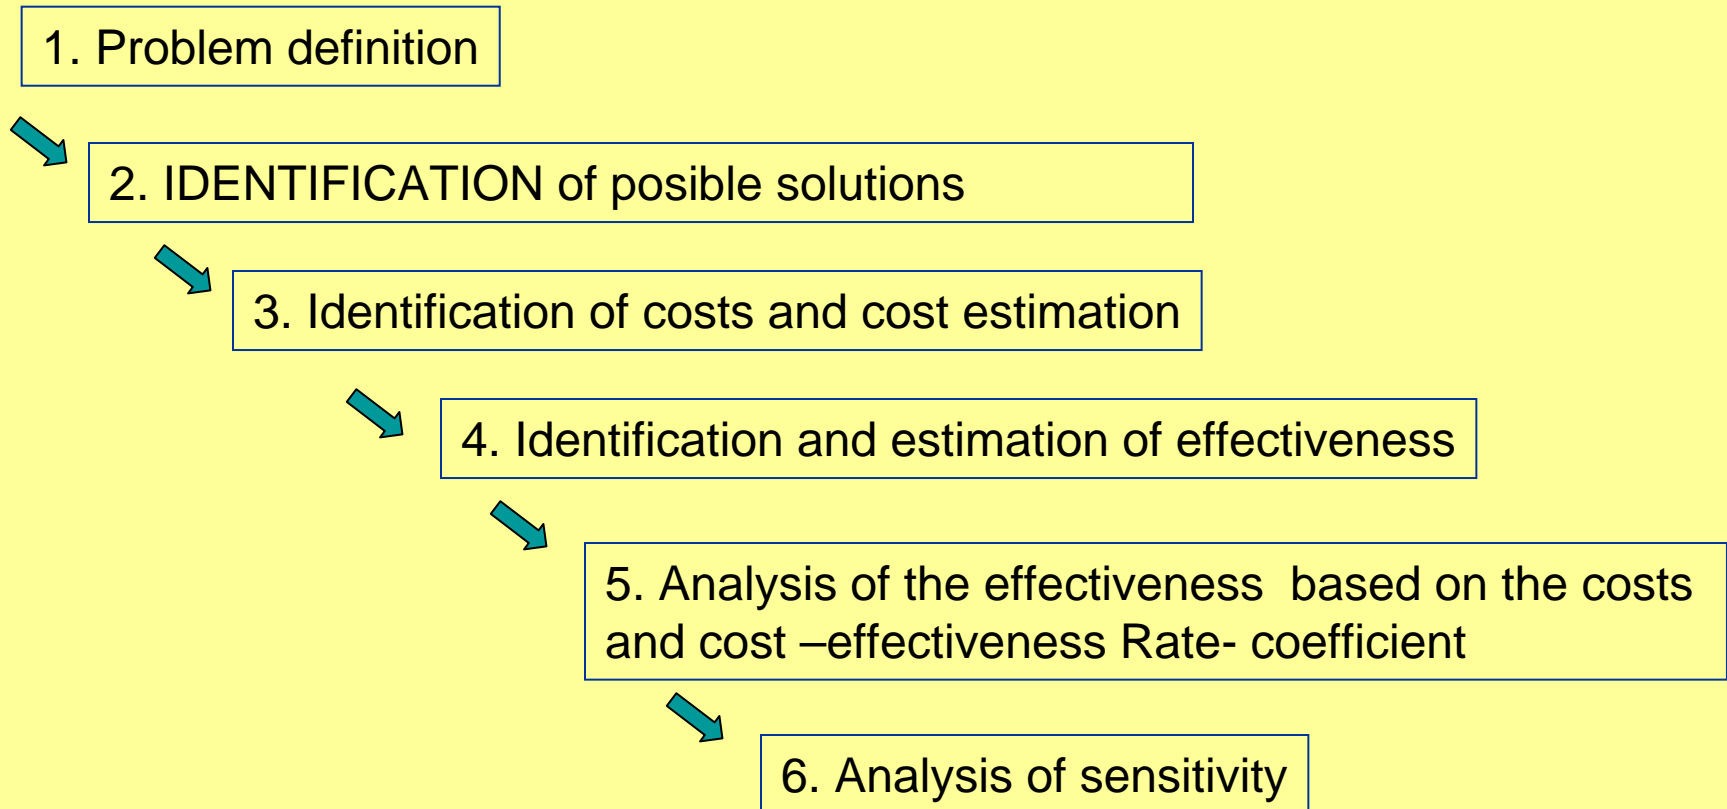 1. Problem definition
2. IDENTIFICATION of posible solutions
3. Identification of costs and cost estimation
4. Identification and estimation of effectiveness
5. Analysis of the effectiveness  based on the costs
and cost –effectiveness Rate- coefficient
6. Analysis of sensitivity